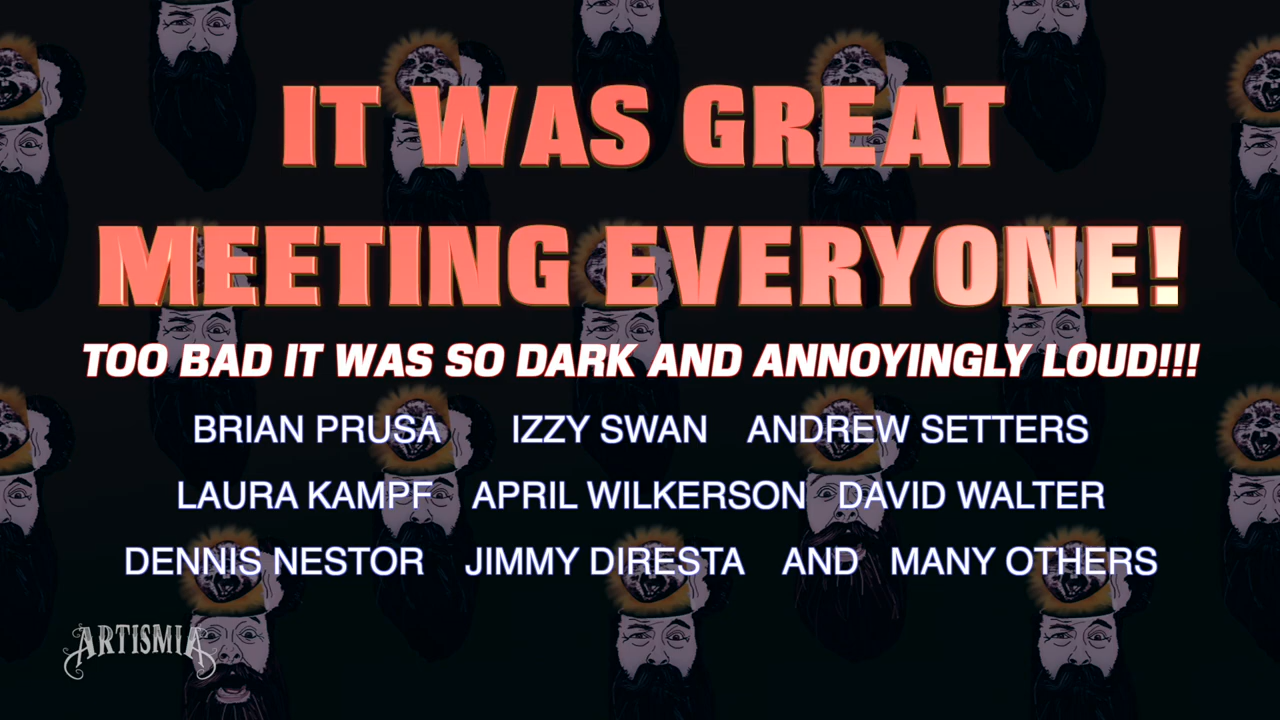 IT WAS GREAT
MEETING EVERYONE!
TOO BAD IT WAS SO DARK AND ANNOYINGLY LOUD!!!
BRIAN PRUSA IZZY SWAN ANDREW SETTERS
LAURA KAMPF APRIL WILKERSON DAVID WALTER
DENNIS NESTOR JIMMY DIRESTA AND MANY OTHERS
ARTISMIA